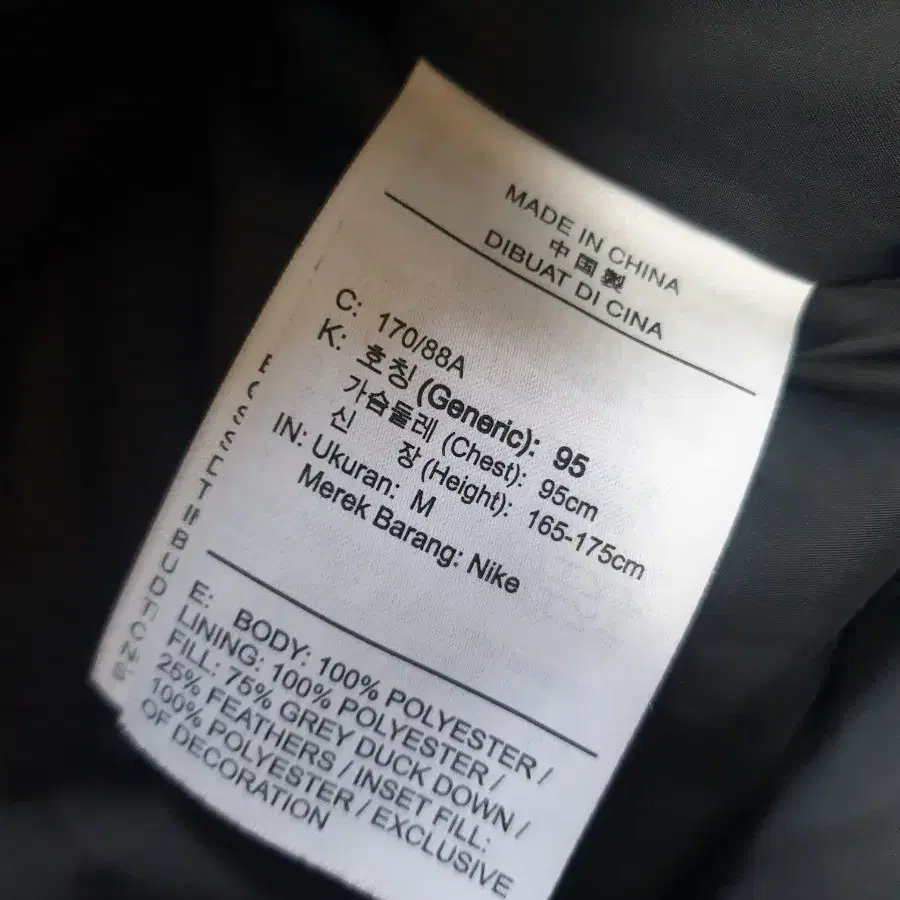 MADE IN CHINA
中国製
DIBUAT DI CINA
C: 170/88A
K: 호칭 (Generic): 95
가슴둘레 (Chest): 95cm
신 장 (Height): 165-175cm
IN: Ukuran: M
Merek Barang: Nike
E: BODY: 100% POLYESTER /
LINING: 100% POLYESTER /
FILL: 75% GREY DUCK DOWN /
25% FEATHERS / INSET FILL:
100% POLYESTER / EXCLUSIVE
OF DECORATION